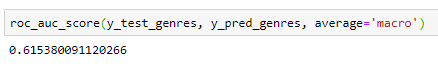 roc_auc_score(y_test_genres, y_pred_genres, average='macro')
0.615380091120266